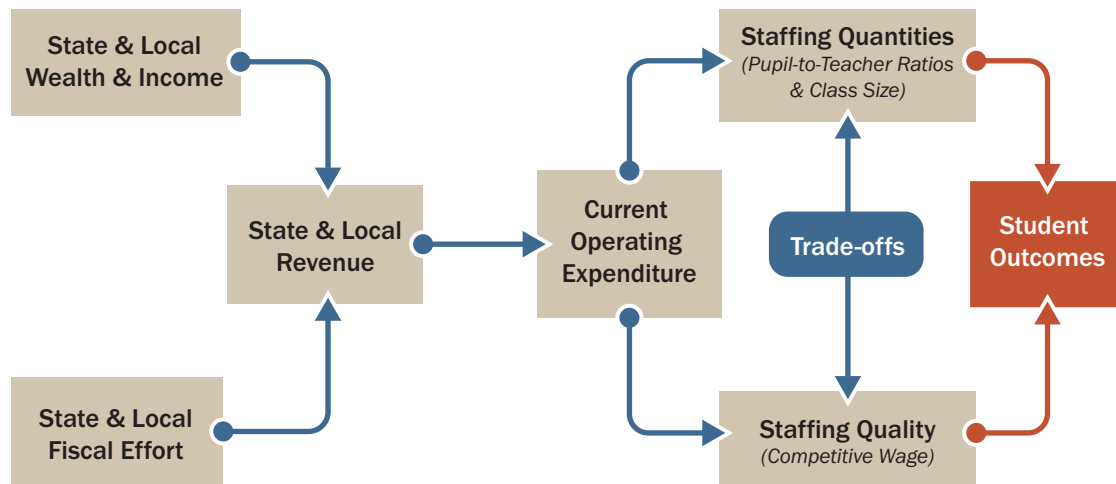 State & Local
Wealth & Income
State & Local
Revenue
State & Local
Fiscal Effort
Current
Operating
Expenditure
Staffing Quantities
(Pupil-to-Teacher Ratios
& Class Size)
Trade-offs
Staffing Quality
(Competitive Wage)
Student
Outcomes